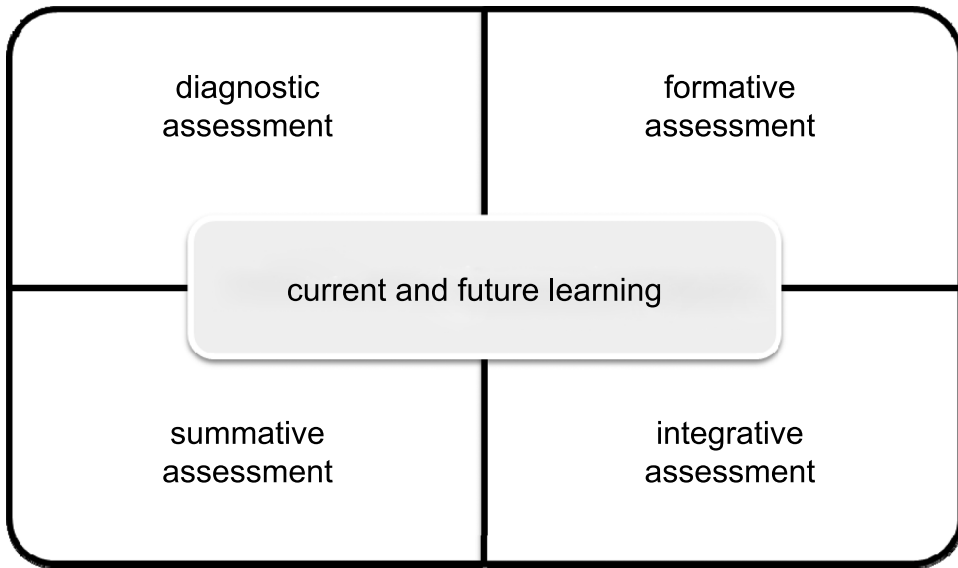 diagnostic
assessment
formative
assessment
current and future learning
summative
assessment
integrative
assessment